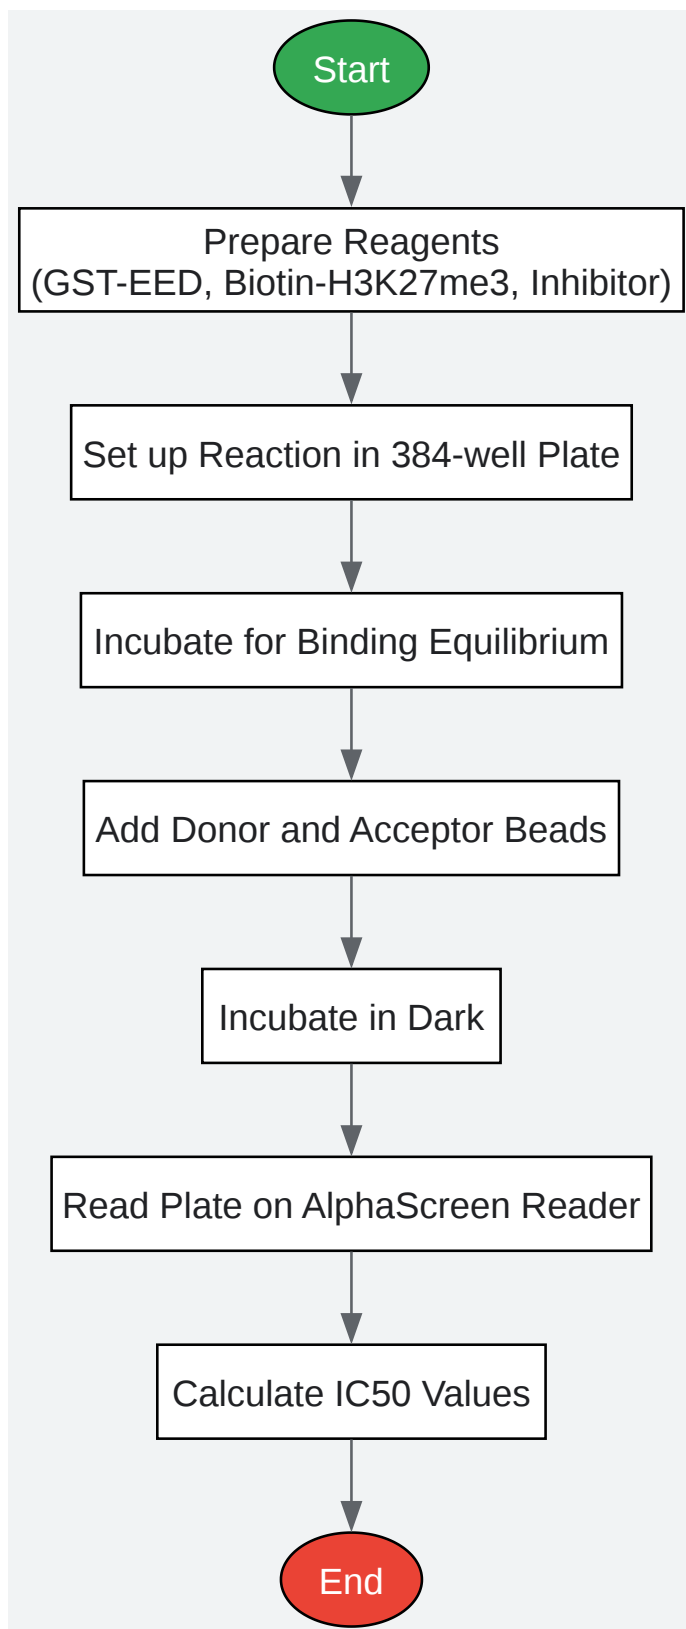 Start
Prepare Reagents
(GST-EED, Biotin-H3K27me3, Inhibitor)
Set up Reaction in 384-well Plate
Incubate for Binding Equilibrium
Add Donor and Acceptor Beads
Incubate in Dark
Read Plate on AlphaScreen Reader
Calculate IC50 Values
End